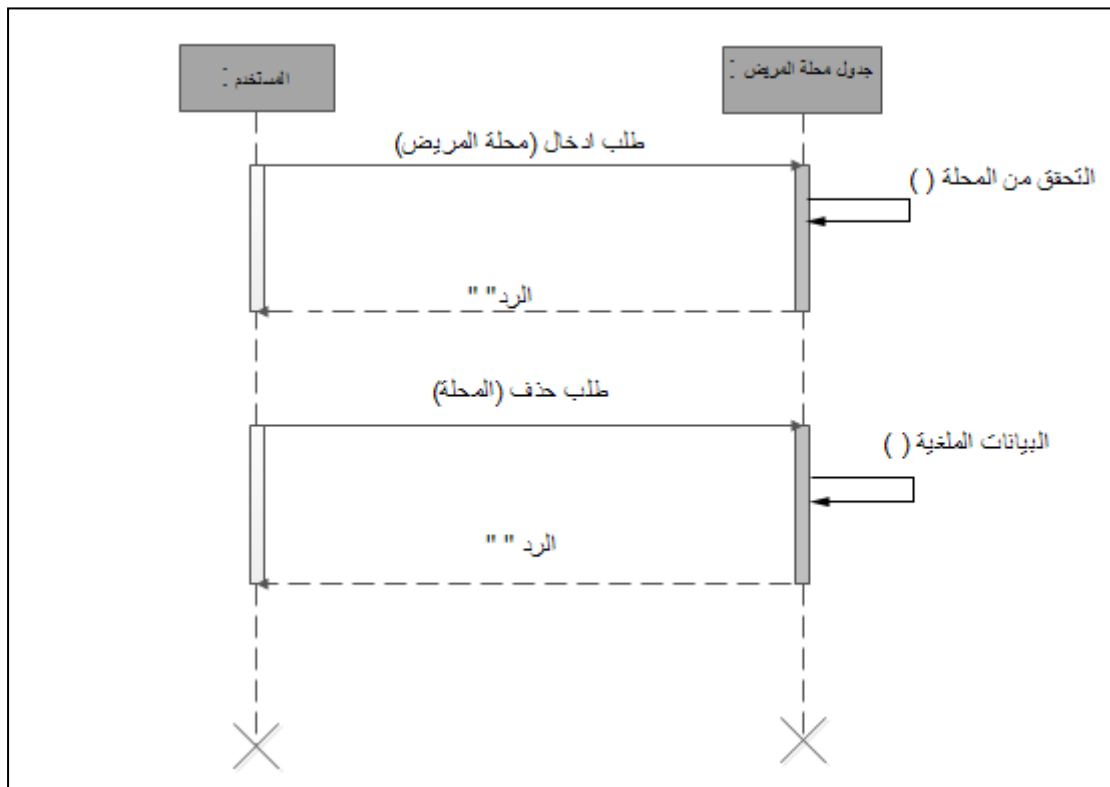 المستخدم :
جدول محلة المريض :
طلب ادخال (محلة المريض)
التحقق من المحلة ( )
الرد " "
طلب حذف (المحلة)
البيانات الملغية ( )
الرد " "